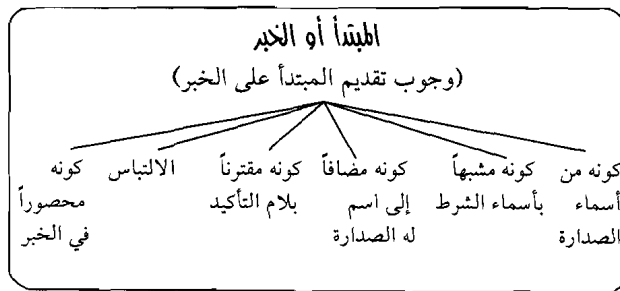 المبتدأ أو الخبر
(وجوب تقديم المبتدأ على الخبر)
كونه من أسماء الصدارة
كونه مشبهاً بأسماء الشرط
كونه مضافاً إلى اسم له الصدارة
كونه مقترناً بلام التأكيد
الالتباس
كونه محصوراً في الخبر